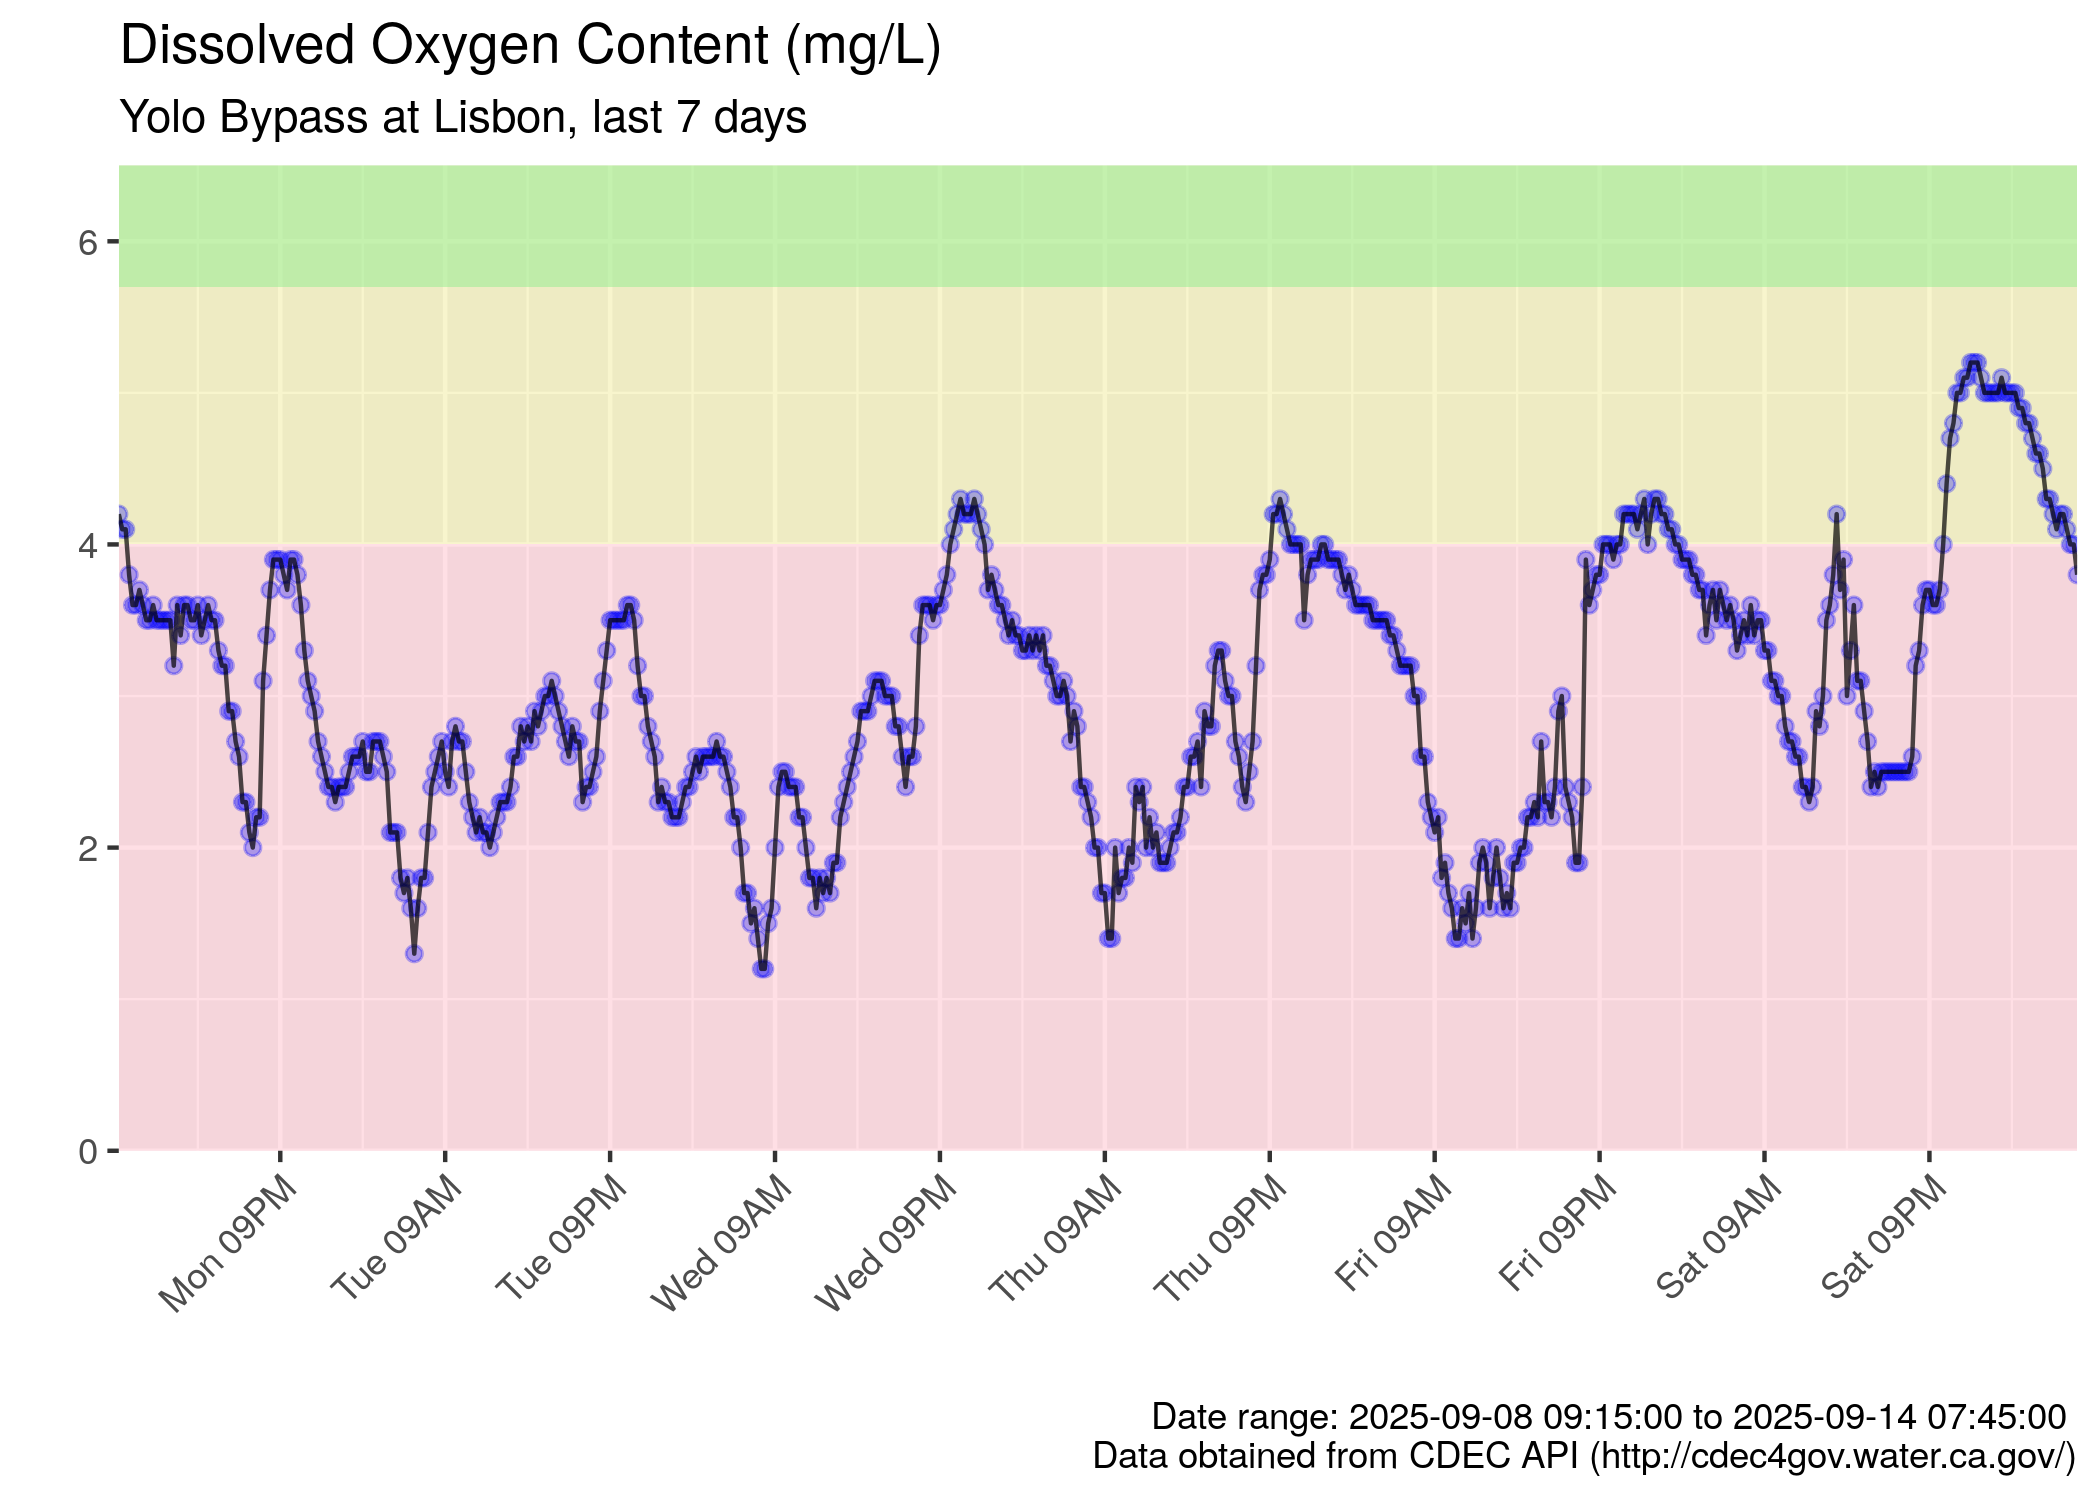 Dissolved Oxygen Content (mg/L)
Yolo Bypass at Lisbon, last 7 days
6
4
2
0
Mon 09PM
Tue 09AM
Tue 09PM
Wed 09AM
Wed 09PM
Thu 09AM
Thu 09PM
Fri 09AM
Fri 09PM
Sat 09AM
Sat 09PM
Date range: 2025-09-08 09:15:00 to 2025-09-14 07:45:00
Data obtained from CDEC API (http://cdec4gov.water.ca.gov/)